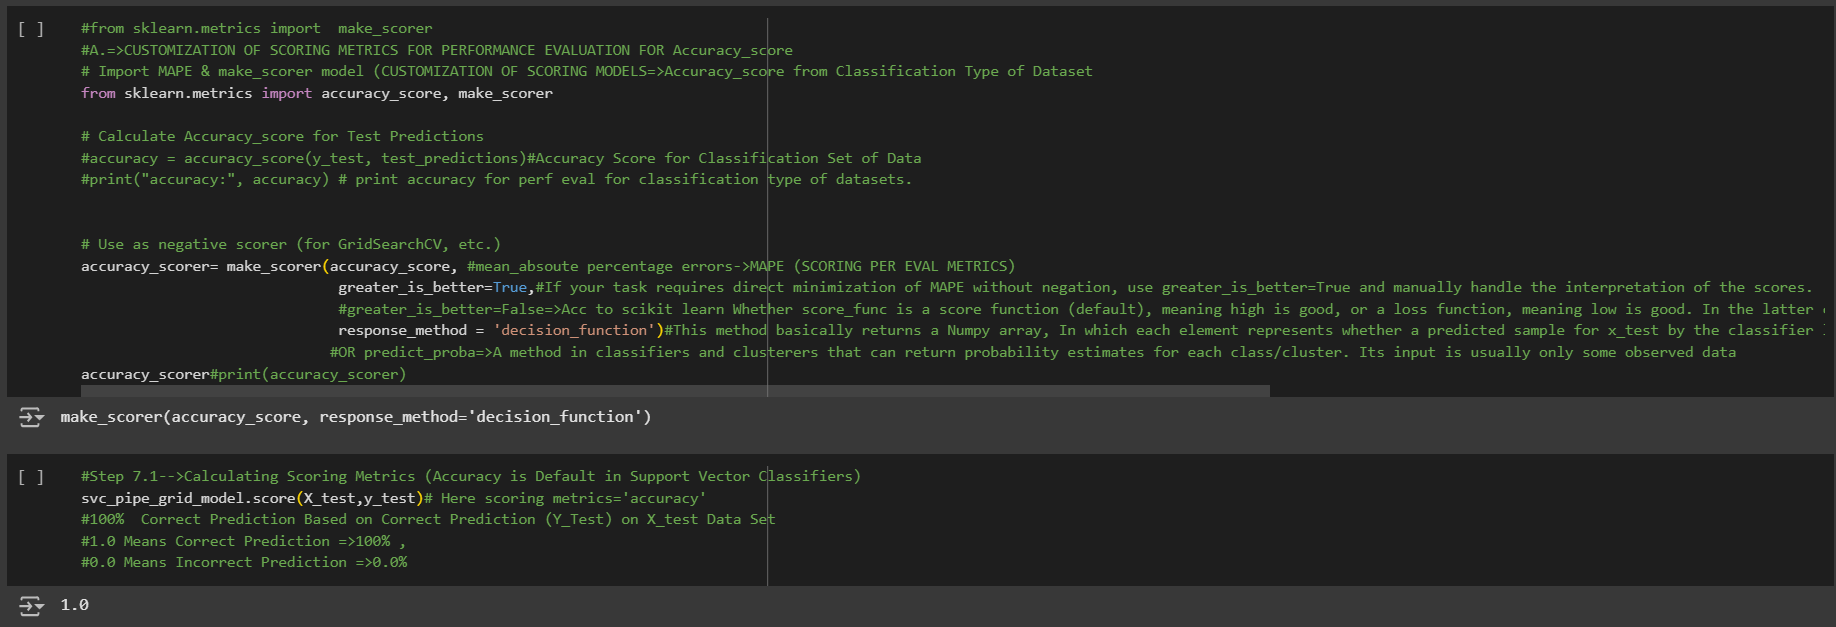 [ ] #from sklearn.metrics import  make_scorer
#A.=>CUSTOMIZATION OF SCORING METRICS FOR PERFORMANCE EVALUATION FOR Accuracy_score
# Import MAPE & make_scorer model (CUSTOMIZATION OF SCORING MODELS=>Accuracy_score from Classification Type of Dataset
from sklearn.metrics import accuracy_score, make_scorer
# Calculate Accuracy_score for Test Predictions
#accuracy = accuracy_score(y_test, test_predictions)#Accuracy Score for Classification Set of Data
#print("accuracy:", accuracy) # print accuracy for perf eval for classification type of datasets.
# Use as negative scorer (for GridSearchCV, etc.)
accuracy_scorer= make_scorer(accuracy_score, #mean_absoute percentage errors->MAPE (SCORING PER EVAL METRICS)
greater_is_better=True,#If your task requires direct minimization of MAPE without negation, use greater_is_better=True and manually handle the interpretation of the scores.
#greater_is_better=False=>Acc to scikit learn Whether score_func is a score function (default), meaning high is good, or a loss function, meaning low is good. In the latter
response_method = 'decision_function')#This method basically returns a Numpy array, In which each element represents whether a predicted sample for x_test by the classifier
#OR predict_proba=>A method in classifiers and clusterers that can return probability estimates for each class/cluster. Its input is usually only some observed data
accuracy_scorer#print(accuracy_scorer)
make_scorer(accuracy_score, response_method='decision_function')
[ ] #Step 7.1-->Calculating Scoring Metrics (Accuracy is Default in Support Vector Classifiers)
svc_pipe_grid_model.score(X_test,y_test)# Here scoring metrics='accuracy'
#100%  Correct Prediction Based on Correct Prediction (Y_Test) on X_test Data Set
#1.0 Means Correct Prediction =>100% ,
#0.0 Means Incorrect Prediction =>0.0%
1.0